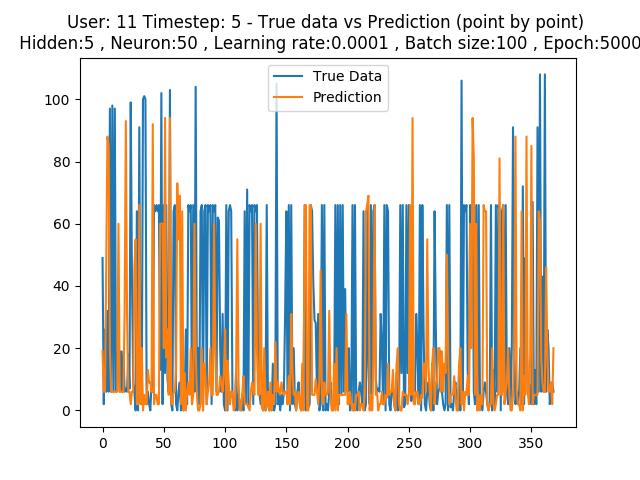 User: 11 Timestep: 5 - True data vs Prediction (point by point)
Hidden:5 , Neuron:50 , Learning rate:0.0001 , Batch size:100 , Epoch:5000
True Data
Prediction
100
80
60
40
20
0
0 50 100 150 200 250 300 350